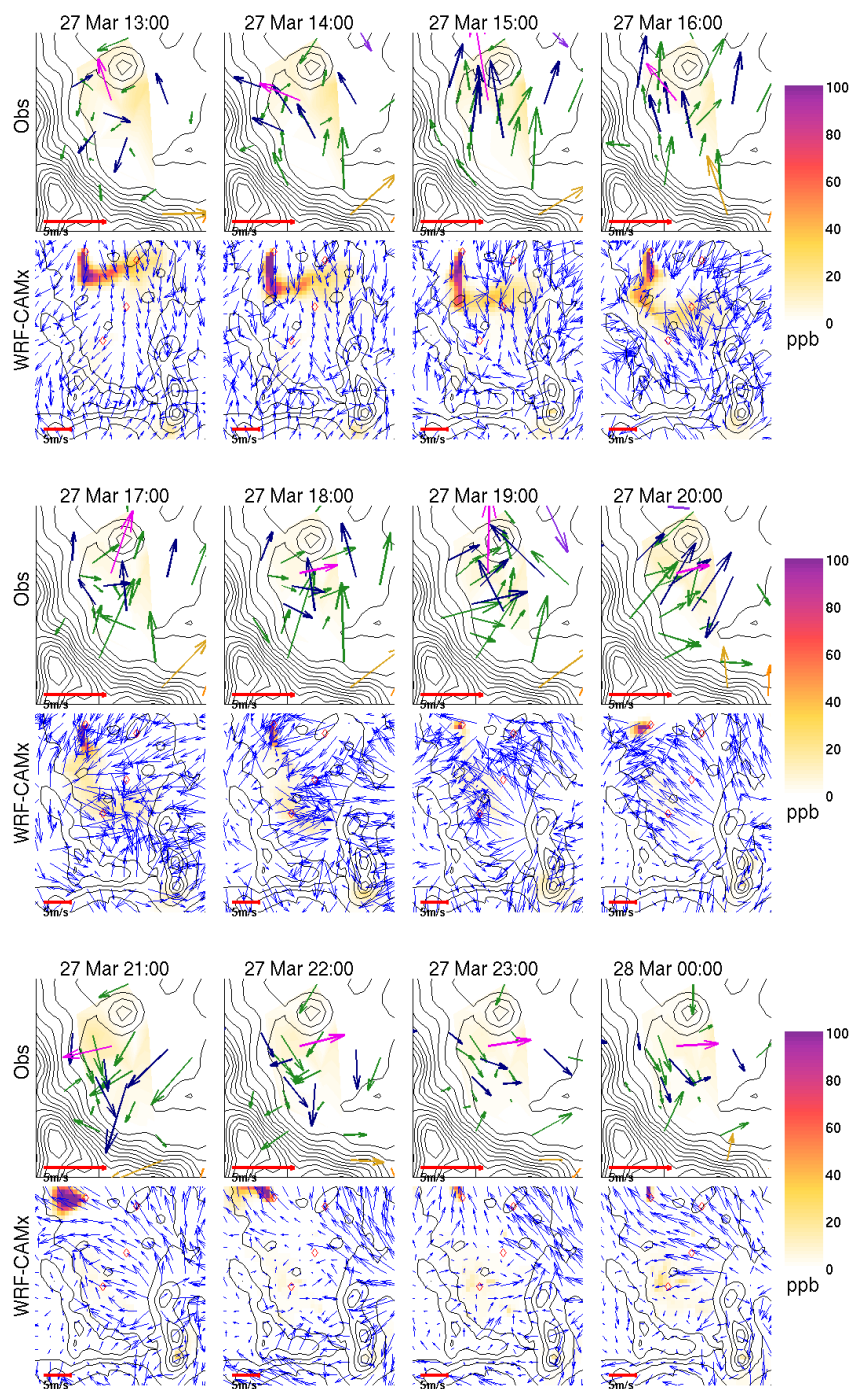 27 Mar 13:00 27 Mar 14:00 27 Mar 15:00 27 Mar 16:00
Obs
5m/s 5m/s 5m/s 5m/s
WRF-CAMx
5m/s 5m/s 5m/s 5m/s
100
80
60
40
20
0
ppb
27 Mar 17:00 27 Mar 18:00 27 Mar 19:00 27 Mar 20:00
Obs
5m/s 5m/s 5m/s 5m/s
WRF-CAMx
5m/s 5m/s 5m/s 5m/s
100
80
60
40
20
0
ppb
27 Mar 21:00 27 Mar 22:00 27 Mar 23:00 28 Mar 00:00
Obs
5m/s 5m/s 5m/s 5m/s
WRF-CAMx
5m/s 5m/s 5m/s 5m/s
100
80
60
40
20
0
ppb